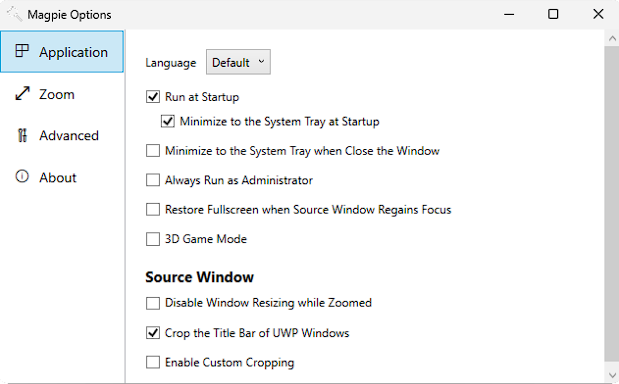 Magpie Options
Application
Zoom
Advanced
About
Language Default
Run at Startup
Minimize to the System Tray at Startup
Minimize to the System Tray when Close the Window
Always Run as Administrator
Restore Fullscreen when Source Window Regains Focus
3D Game Mode
Source Window
Disable Window Resizing while Zoomed
Crop the Title Bar of UWP Windows
Enable Custom Cropping